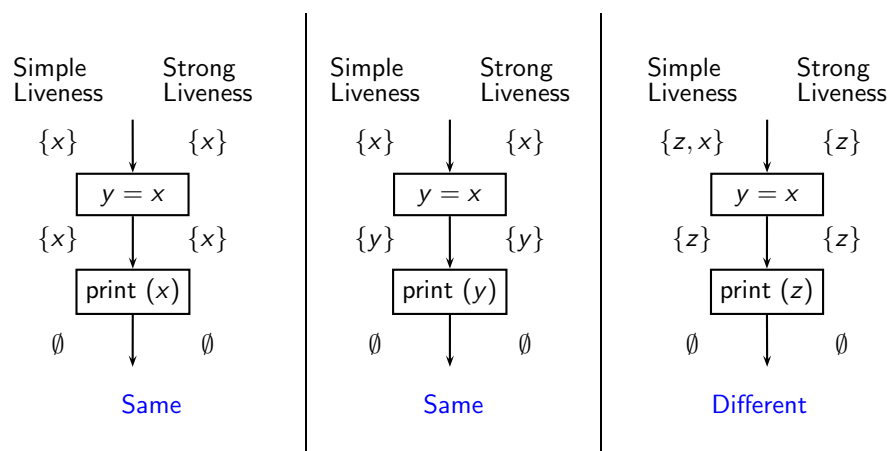 Simple Liveness
Strong Liveness
{x}
{x}
y = x
{x}
{x}
print (x)
∅
∅
Same
Simple Liveness
Strong Liveness
{x}
{x}
y = x
{y}
{y}
print (y)
∅
∅
Same
Simple Liveness
Strong Liveness
{z, x}
{z}
y = x
{z}
{z}
print (z)
∅
∅
Different